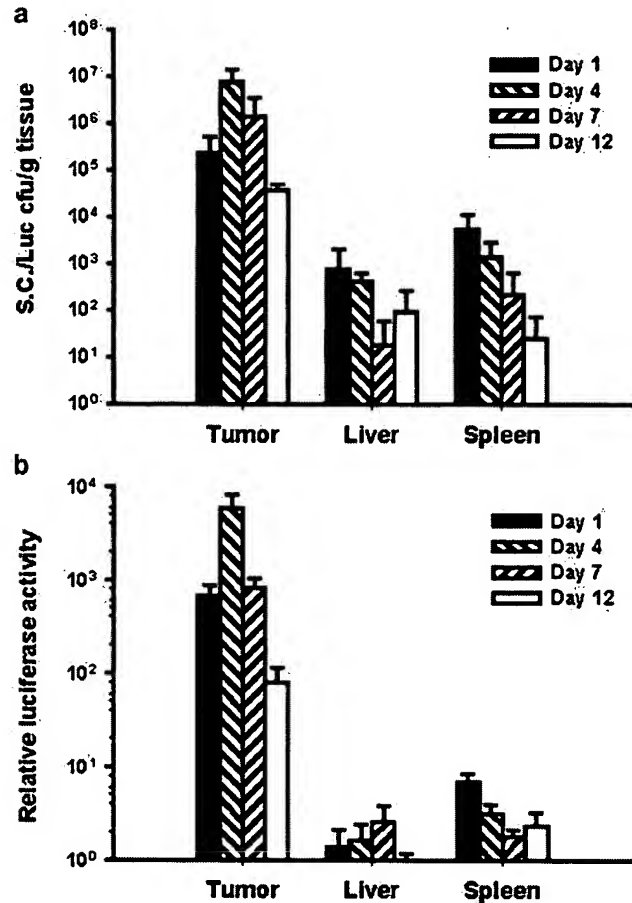 a
S.C./Luc cfu/g tissue
10⁸
10⁷
10⁶
10⁵
10⁴
10³
10²
10¹
10⁰
Day 1
Day 4
Day 7
Day 12
Tumor Liver Spleen
b
Relative luciferase activity
10⁴
10³
10²
10¹
10⁰
Day 1
Day 4
Day 7
Day 12
Tumor Liver Spleen